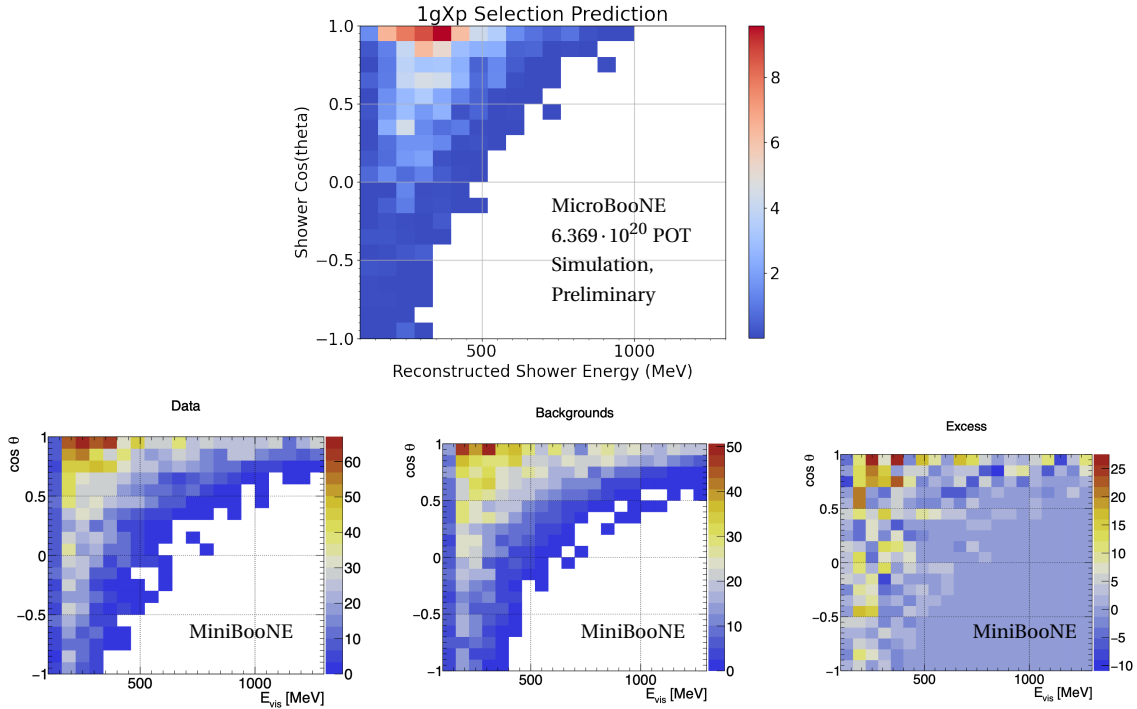 1gXp Selection Prediction
1.0
0.5
0.0
−0.5
−1.0
Shower Cos(theta)
500
1000
Reconstructed Shower Energy (MeV)
MicroBooNE
6.369 · 10²⁰ POT
Simulation,
Preliminary
8
6
4
2
Data
1
0.5
0
−0.5
−1
cos θ
500
1000
E_vis [MeV]
MiniBooNE
60
50
40
30
20
10
0
Backgrounds
1
0.5
0
−0.5
−1
cos θ
500
1000
E_vis [MeV]
MiniBooNE
50
40
30
20
10
0
Excess
1
0.5
0
−0.5
−1
cos θ
500
1000
E_vis [MeV]
MiniBooNE
25
20
15
10
5
0
−5
−10